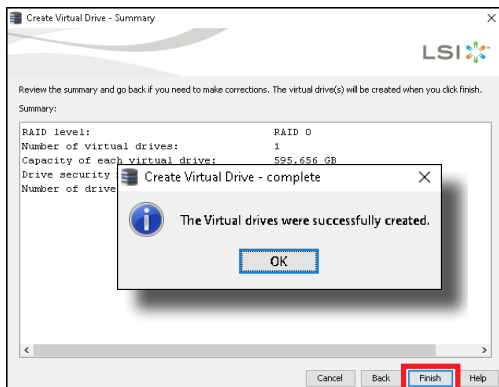 Create Virtual Drive - Summary
LSI
Review the summary and go back if you need to make corrections. The virtual drive(s) will be created when you click finish.
Summary:
RAID level: RAID 0
Number of virtual drives: 1
Capacity of each virtual drive: 595.656 GB
Drive security
Number of drive
Create Virtual Drive - complete
The Virtual drives were successfully created.
OK
Cancel Back Finish Help